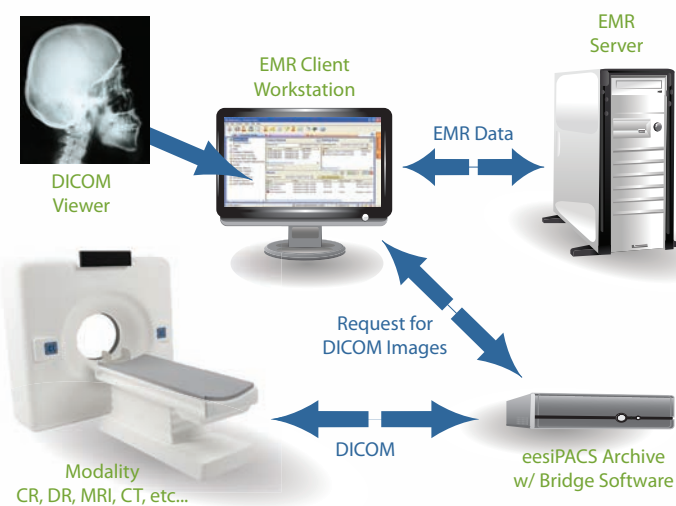 EMR
Server
EMR Client
Workstation
EMR Data
DICOM
Viewer
Request for
DICOM Images
DICOM
eesiPACS Archive
w/ Bridge Software
Modality
CR, DR, MRI, CT, etc...